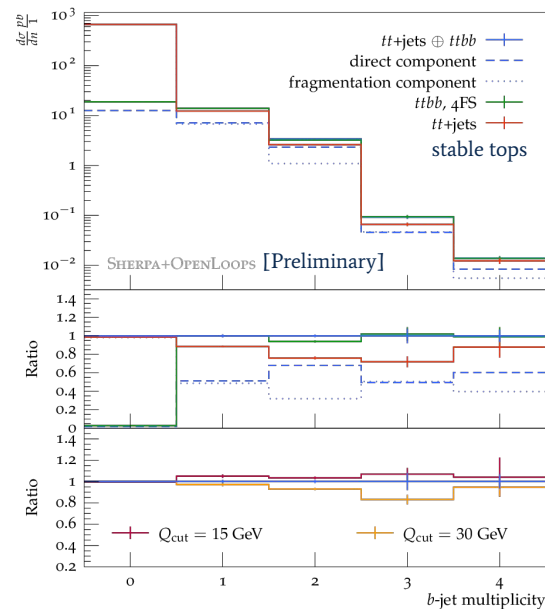 dσ/dn pb/1
10³
10²
10¹
1
10⁻¹
10⁻²
tt+jets ⊕ ttbb
direct component
fragmentation component
ttbb, 4FS
tt+jets
stable tops
SHERPA+OPENLOOPS [Preliminary]
Ratio
1.4
1.2
1
0.8
0.6
0.4
0.2
0
Ratio
1.4
1.2
1
0.8
0.6
0.4
0.2
Q_cut = 15 GeV
Q_cut = 30 GeV
0 1 2 3 4
b-jet multiplicity